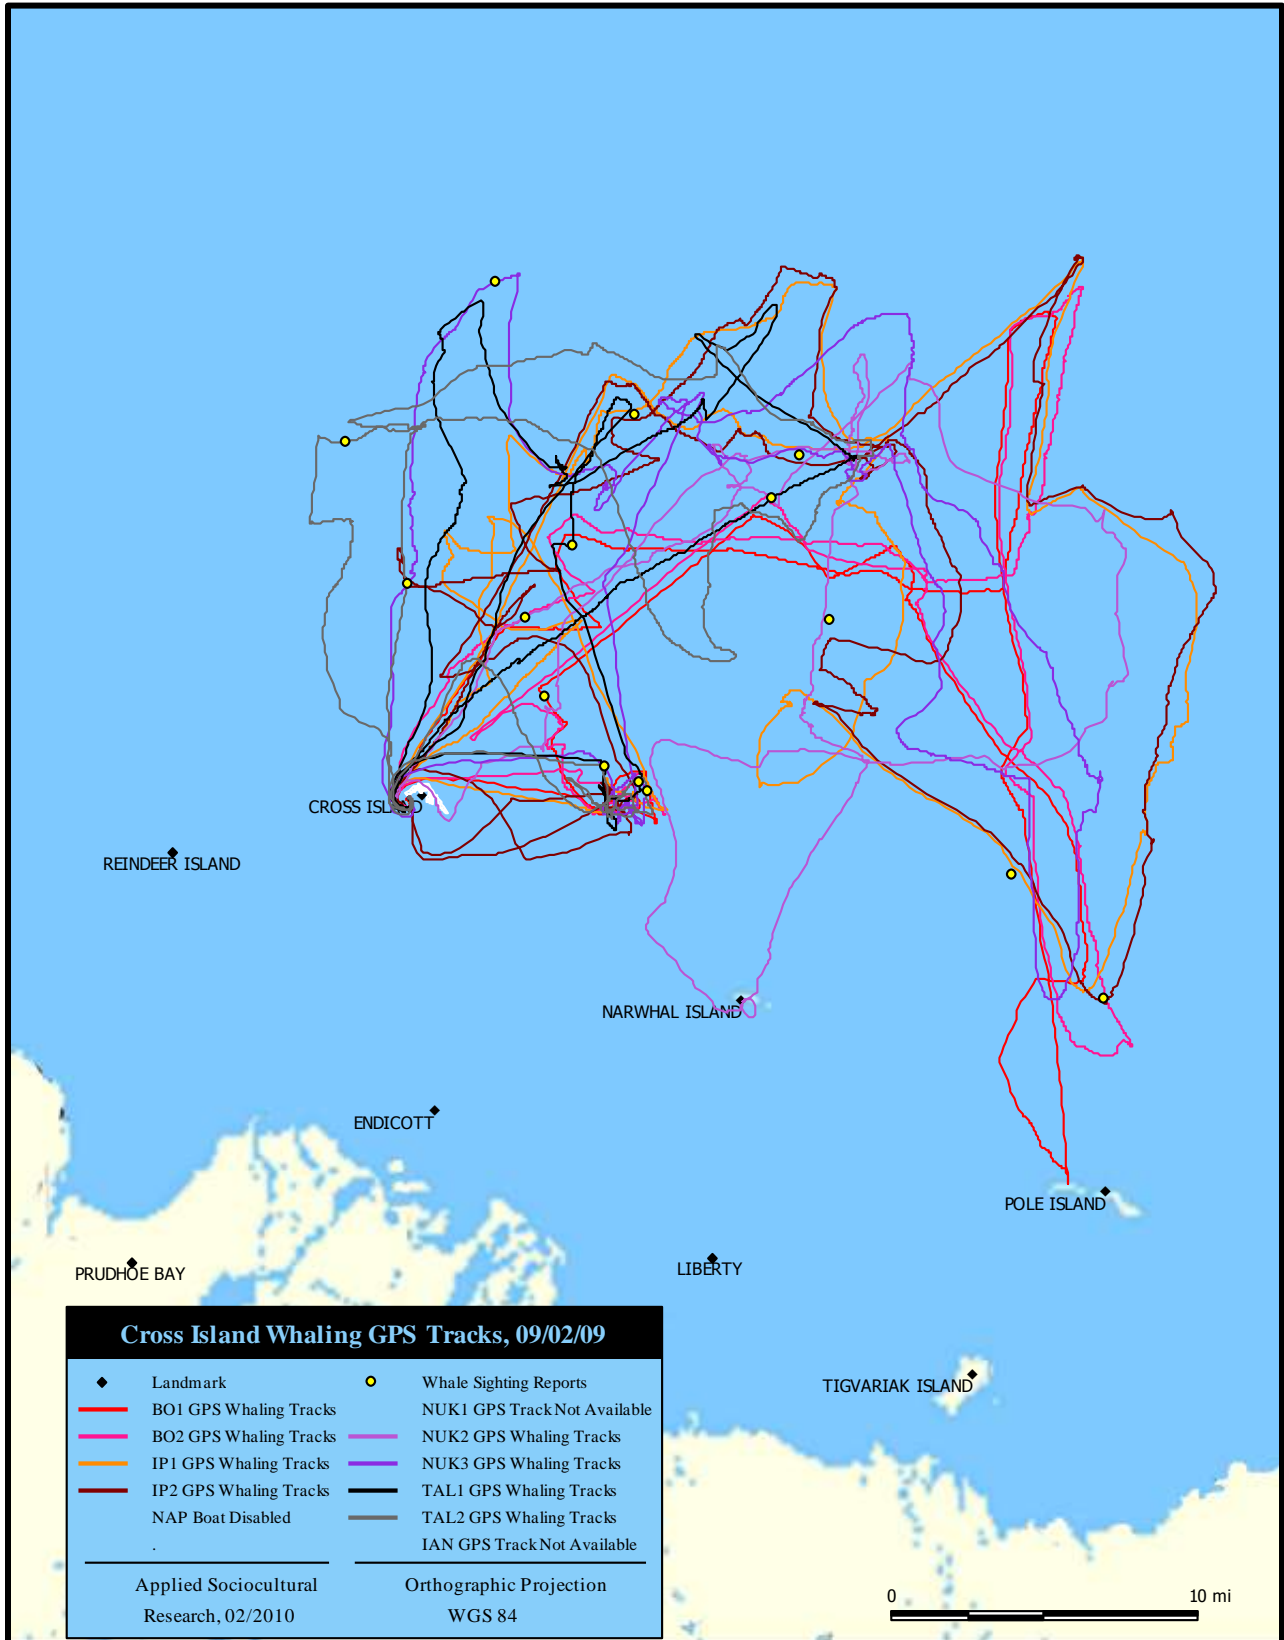 CROSS ISLAND
REINDEER ISLAND
NARWHAL ISLAND
ENDICOTT
POLE ISLAND
PRUDHOE BAY
LIBERTY
TIGVARIAK ISLAND
Cross Island Whaling GPS Tracks, 09/02/09
Landmark
Whale Sighting Reports
BO1 GPS Whaling Tracks
NUK1 GPS Track Not Available
BO2 GPS Whaling Tracks
NUK2 GPS Whaling Tracks
IP1 GPS Whaling Tracks
NUK3 GPS Whaling Tracks
IP2 GPS Whaling Tracks
TAL1 GPS Whaling Tracks
NAP Boat Disabled
TAL2 GPS Whaling Tracks
.
IAN GPS Track Not Available
Applied Sociocultural
Research, 02/2010
Orthographic Projection
WGS 84
0 10 mi